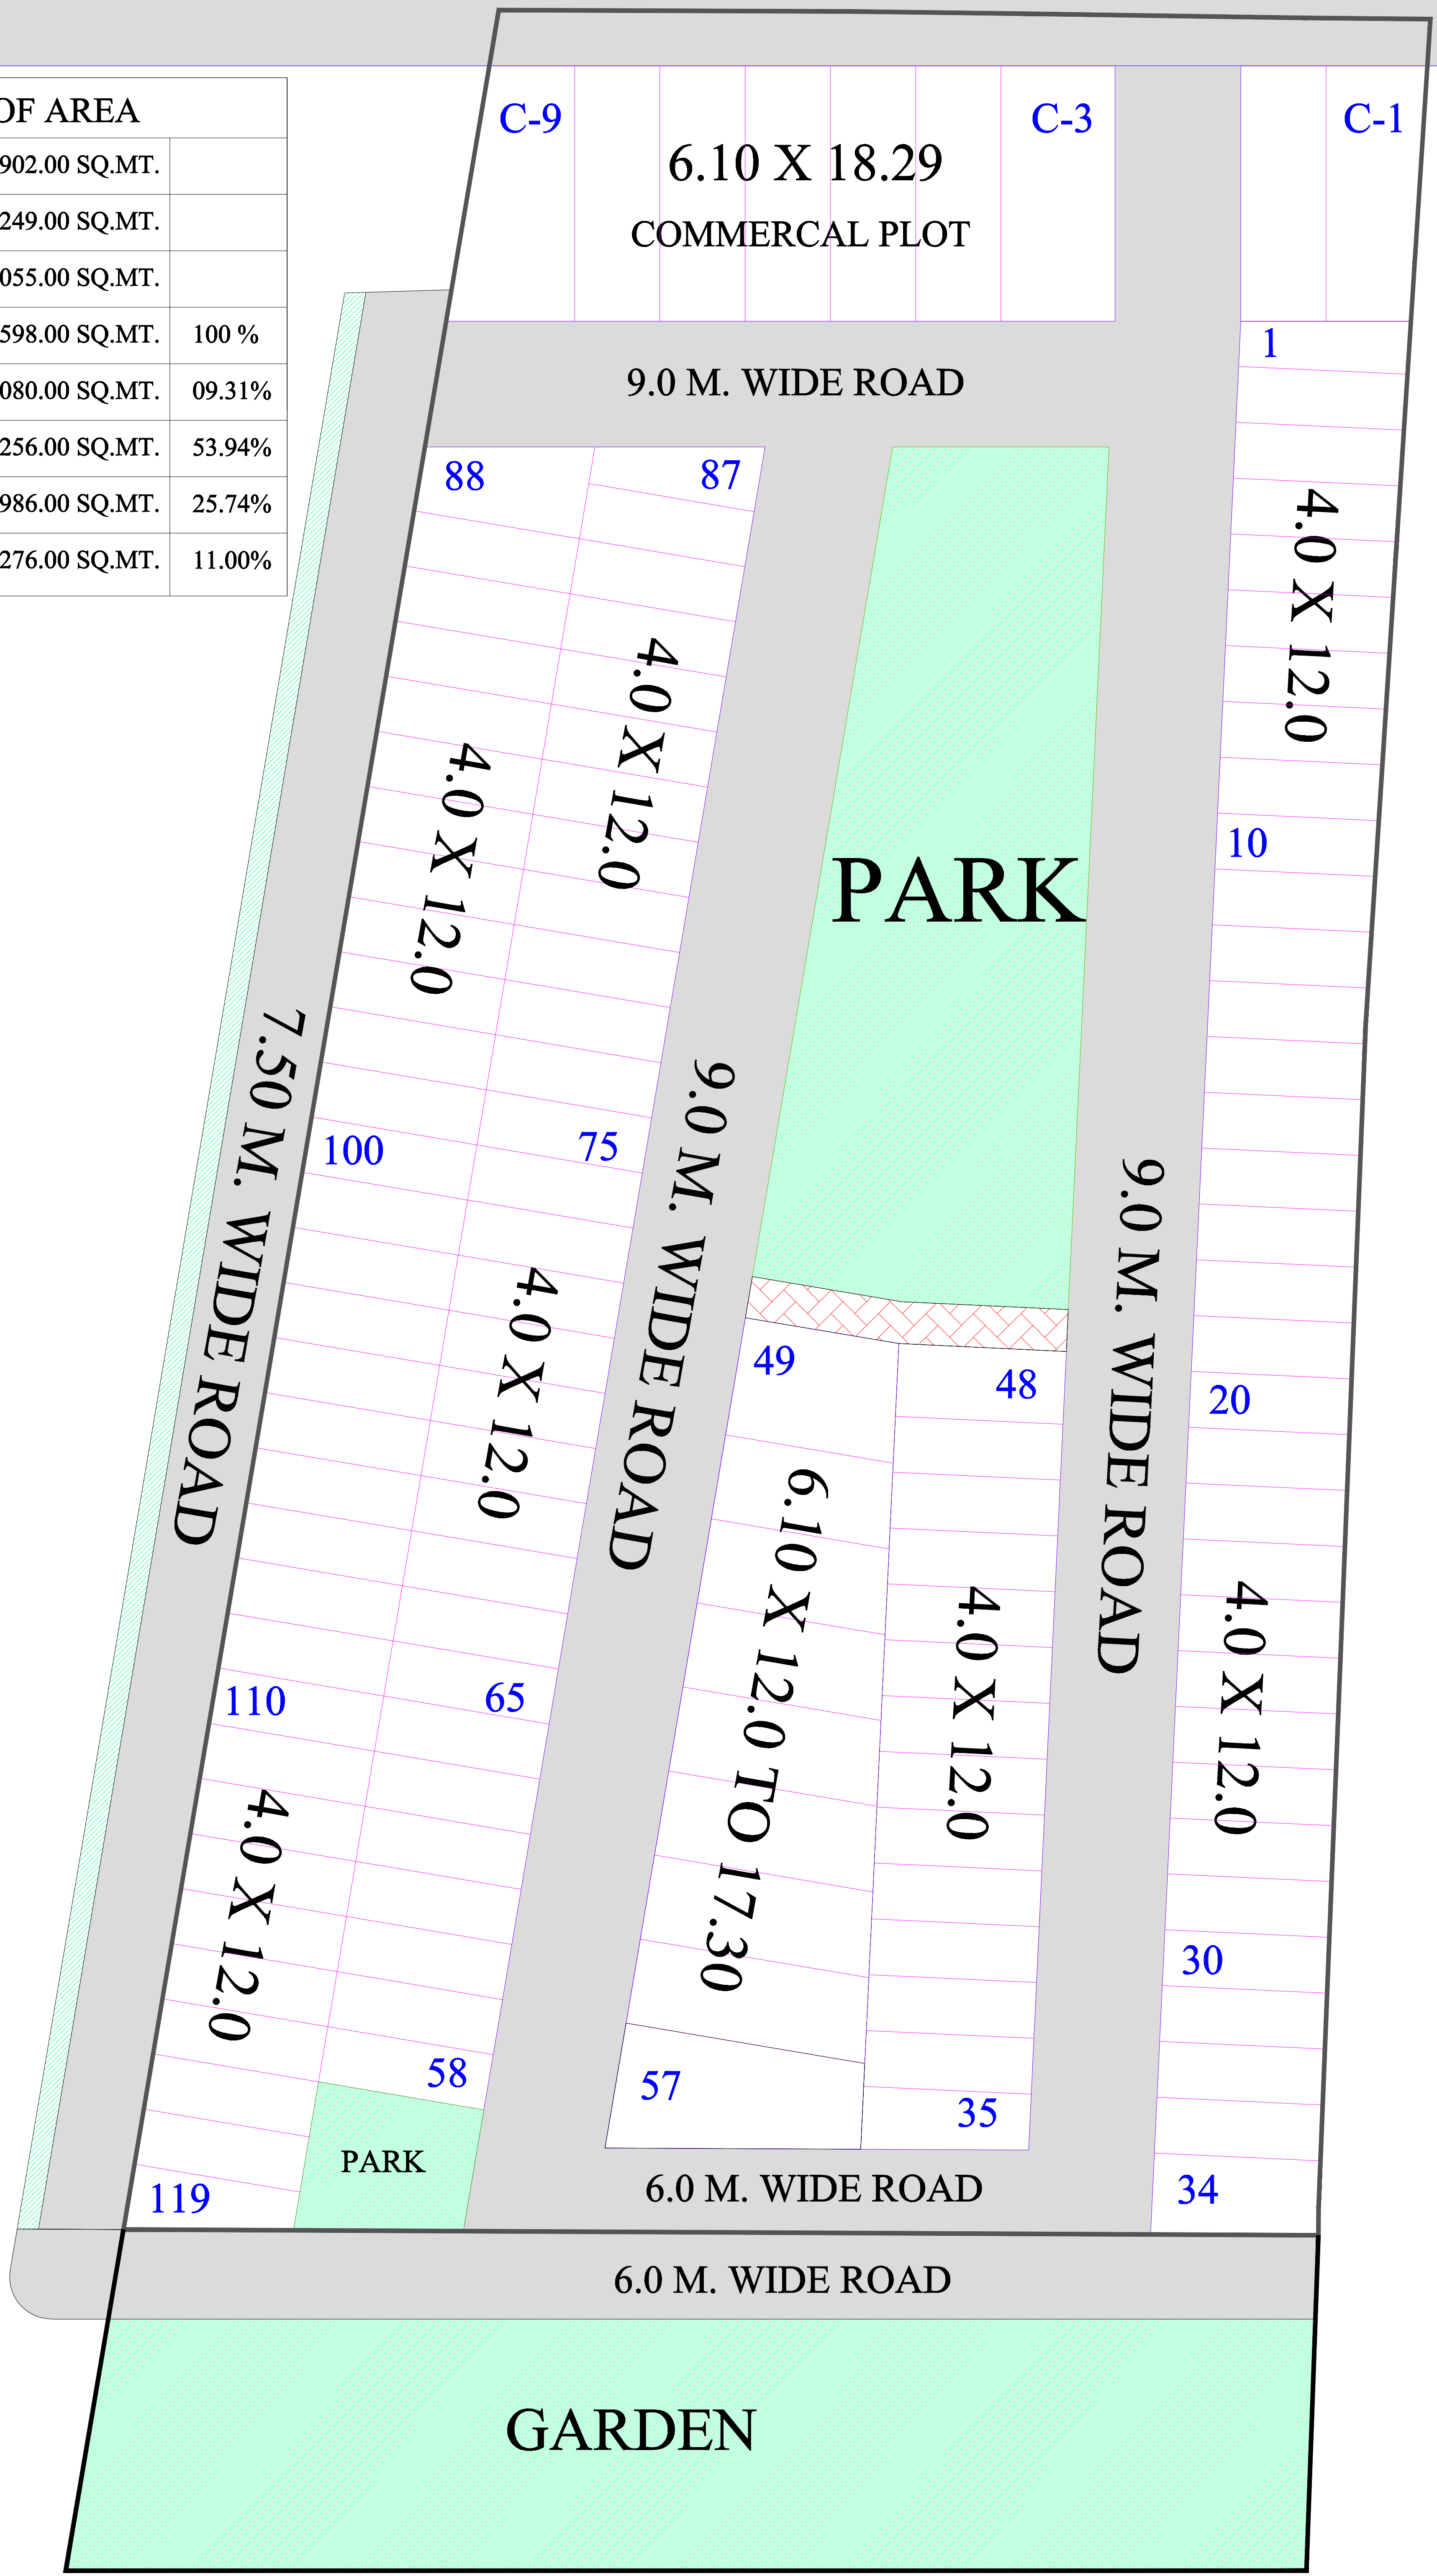 OF AREA
902.00 SQ.MT.
249.00 SQ.MT.
055.00 SQ.MT.
598.00 SQ.MT. 100 %
080.00 SQ.MT. 09.31%
256.00 SQ.MT. 53.94%
986.00 SQ.MT. 25.74%
276.00 SQ.MT. 11.00%
C-9
C-3
C-1
6.10 X 18.29
COMMERCAL PLOT
1
9.0 M. WIDE ROAD
88
87
4.0 X 12.0
4.0 X 12.0
4.0 X 12.0
10
PARK
7.50 M. WIDE ROAD
100
75
9.0 M. WIDE ROAD
9.0 M. WIDE ROAD
4.0 X 12.0
49
48
20
6.10 X 12.0 TO 17.30
4.0 X 12.0
4.0 X 12.0
110
65
4.0 X 12.0
30
58
57
35
PARK
119
6.0 M. WIDE ROAD
34
6.0 M. WIDE ROAD
GARDEN